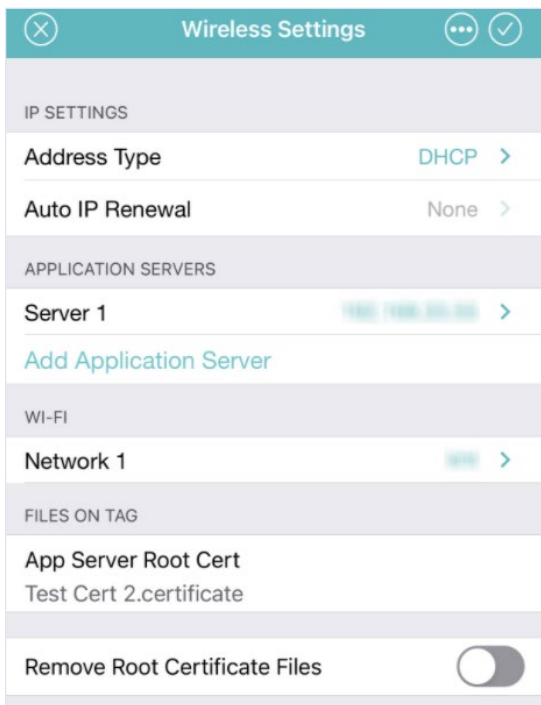 Wireless Settings
IP SETTINGS
Address Type DHCP
Auto IP Renewal None
APPLICATION SERVERS
Server 1
Add Application Server
WI-FI
Network 1
FILES ON TAG
App Server Root Cert
Test Cert 2.certificate
Remove Root Certificate Files